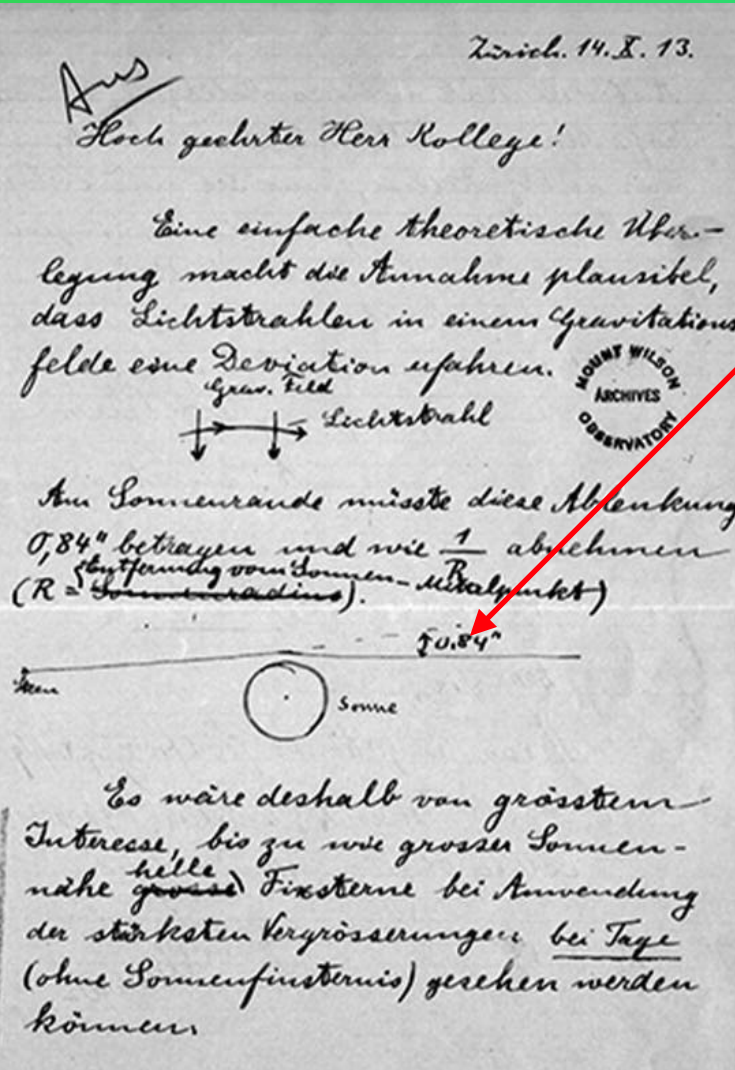 Zürich. 14. X. 13.
Aus
Hoch geehrter Herr Kollege!
Eine einfache theoretische Über-
legung macht die Annahme plausibel,
dass Lichtstrahlen in einem Gravitations
felde eine Deviation erfahren.
MOUNT WILSON
ARCHIVES
OBSERVATORY
Grav. Feld
Lichtstrahl
Am Sonnenrande müsste diese Ablenkung
0,84" betragen und wie 1/R abnehmen
(Entfernung vom Sonnen-Mittelpunkt)
(R = Sonnenradius).
0.84"
Stern
Sonne
Es wäre deshalb von grösstem
Interesse, bis zu wie grosser Sonnen-
helle
nähe grosse Fixsterne bei Anwendung
der stärksten Vergrösserungen bei Tage
(ohne Sonnenfinsternis) gesehen werden
können.